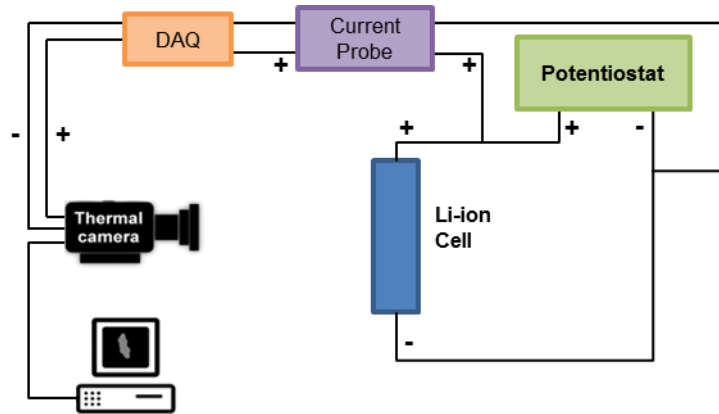 DAQ
Current
Probe
Potentiostat
+
+
+
-
-
+
+
Thermal
camera
Li-ion
Cell
-